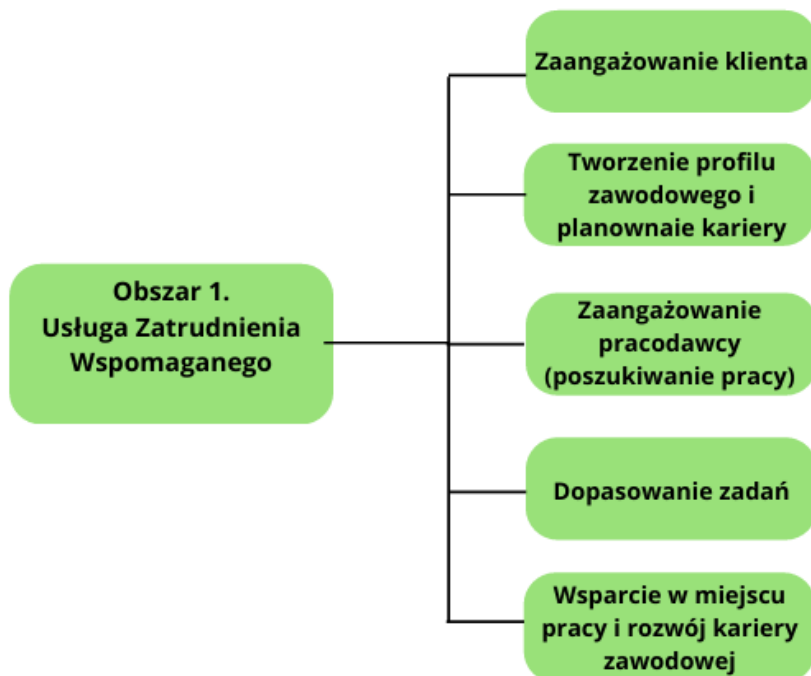 Zaangażowanie klienta
Tworzenie profilu
zawodowego i
planownaie kariery
Obszar 1.
Usługa Zatrudnienia
Wspomaganego
Zaangażowanie
pracodawcy
(poszukiwanie pracy)
Dopasowanie zadań
Wsparcie w miejscu
pracy i rozwój kariery
zawodowej